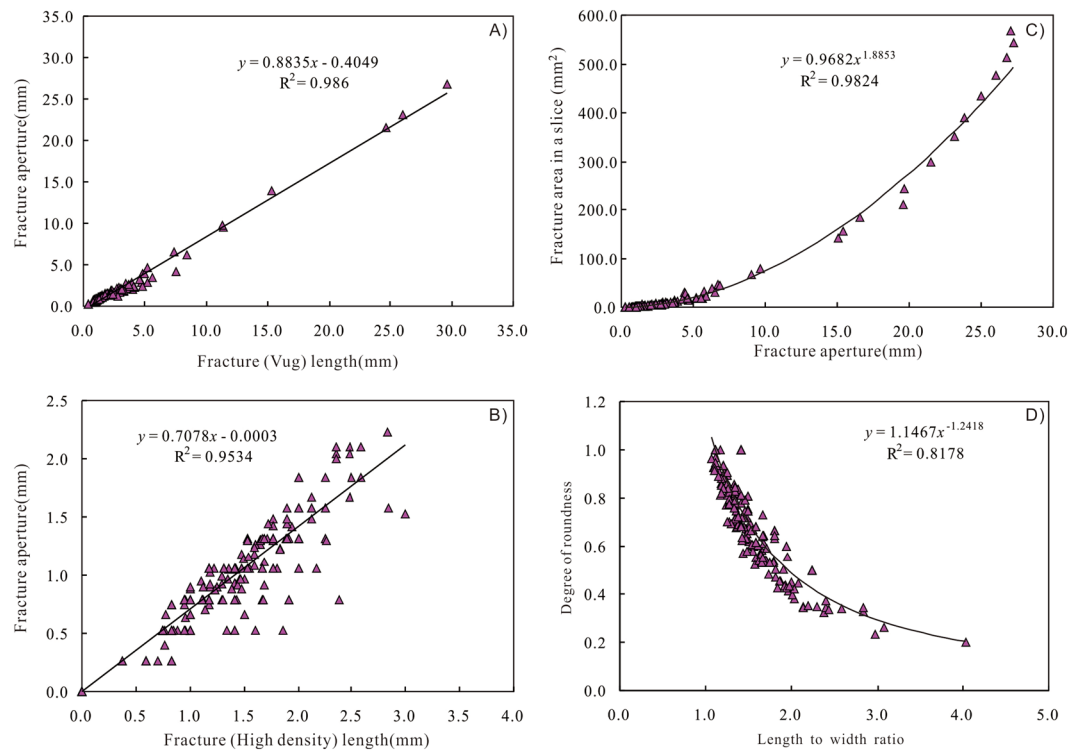 A)
y = 0.8835x - 0.4049
R² = 0.986
Fracture aperture(mm)
35.0
30.0
25.0
20.0
15.0
10.0
5.0
0.0
0.0 5.0 10.0 15.0 20.0 25.0 30.0 35.0
Fracture (Vug) length(mm)
C)
y = 0.9682x^1.8853
R² = 0.9824
Fracture area in a slice (mm²)
600.0
500.0
400.0
300.0
200.0
100.0
0.0
0.0 5.0 10.0 15.0 20.0 25.0 30.0
Fracture aperture(mm)
B)
y = 0.7078x - 0.0003
R² = 0.9534
Fracture aperture(mm)
2.5
2.0
1.5
1.0
0.5
0.0
0.0 1.0 1.0 1.5 2.0 2.5 3.0 3.0 4.0
Fracture (High density) length(mm)
D)
y = 1.1467x^-1.2418
R² = 0.8178
Degree of roundness
1.2
1.0
0.8
0.6
0.4
0.2
0.0
0.0 1.0 2.0 3.0 4.0 5.0
Length to width ratio